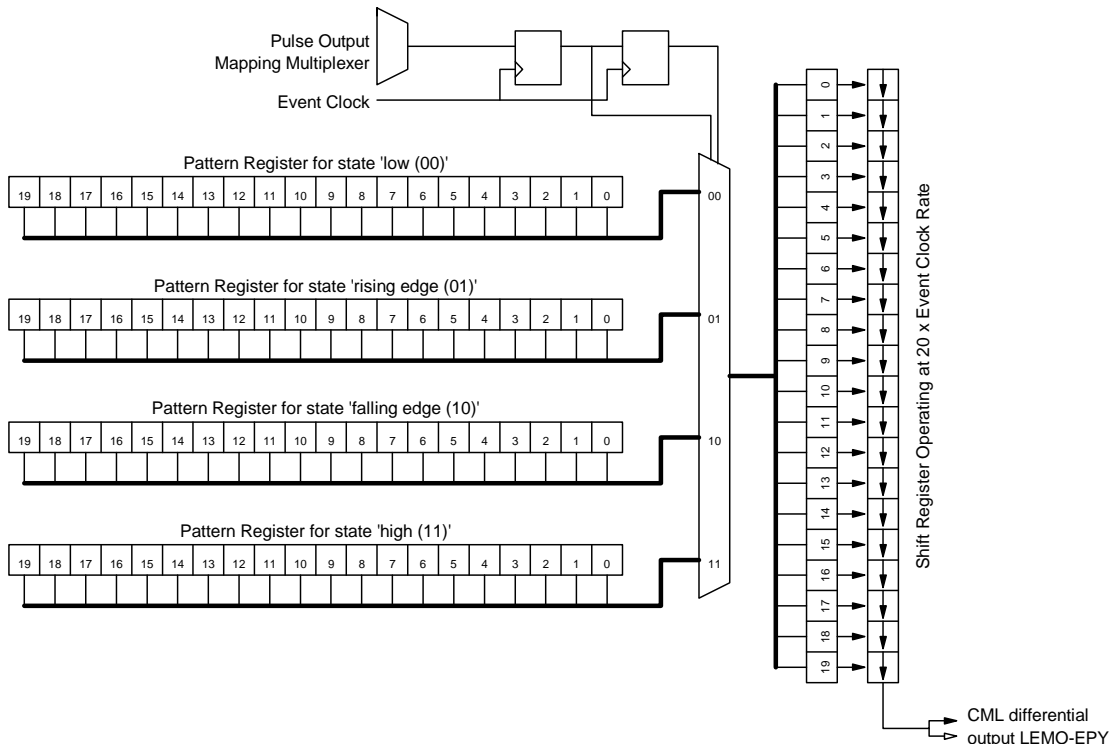 Pulse Output
Mapping Multiplexer
Event Clock
Pattern Register for state 'low (00)'
19 18 17 16 15 14 13 12 11 10 9 8 7 6 5 4 3 2 1 0
00
Pattern Register for state 'rising edge (01)'
19 18 17 16 15 14 13 12 11 10 9 8 7 6 5 4 3 2 1 0
01
Pattern Register for state 'falling edge (10)'
19 18 17 16 15 14 13 12 11 10 9 8 7 6 5 4 3 2 1 0
10
Pattern Register for state 'high (11)'
19 18 17 16 15 14 13 12 11 10 9 8 7 6 5 4 3 2 1 0
11
0
1
2
3
4
5
6
7
8
9
10
11
12
13
14
15
16
17
18
19
Shift Register Operating at 20 x Event Clock Rate
CML differential
output LEMO-EPY